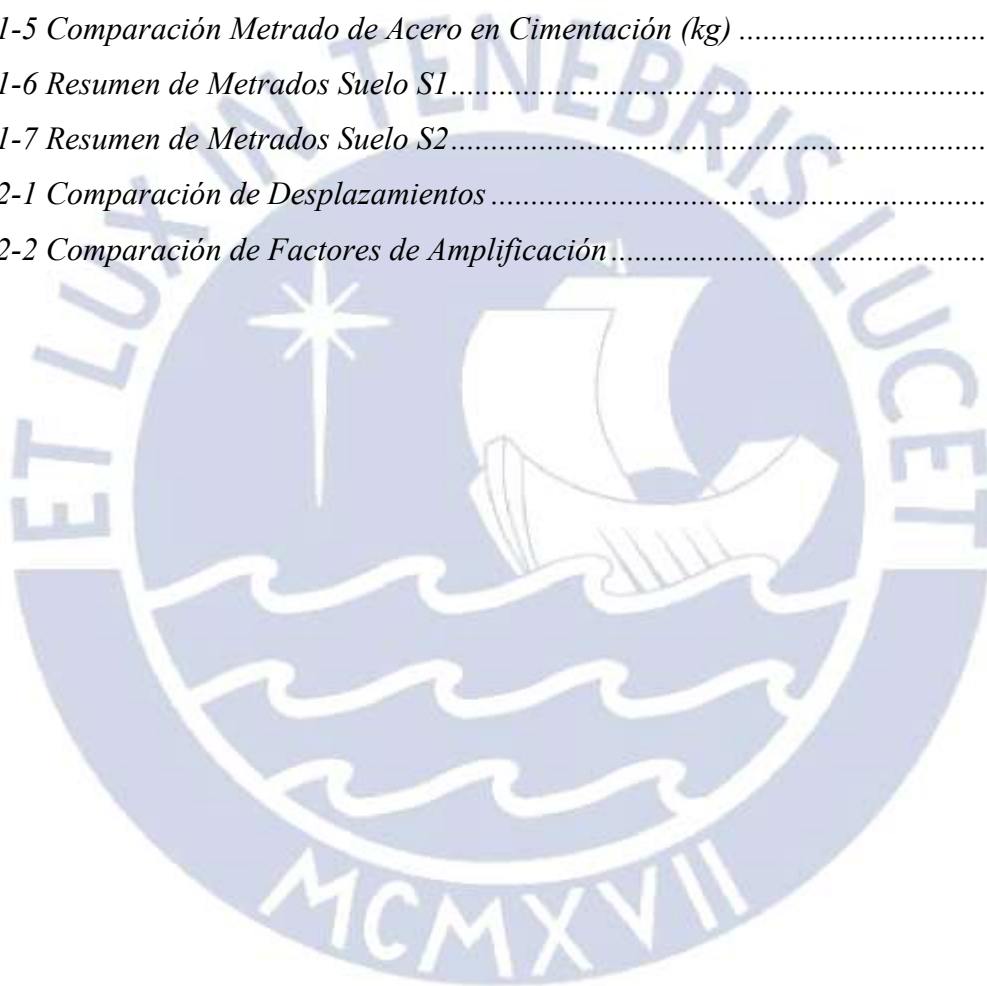 1-5 Comparación Metrado de Acero en Cimentación (kg) ................................
1-6 Resumen de Metrados Suelo S1....................................................................
1-7 Resumen de Metrados Suelo S2....................................................................
2-1 Comparación de Desplazamientos ...............................................................
2-2 Comparación de Factores de Amplificación................................................
ET LUX IN TENEBRIS LUCET
MCMXVII